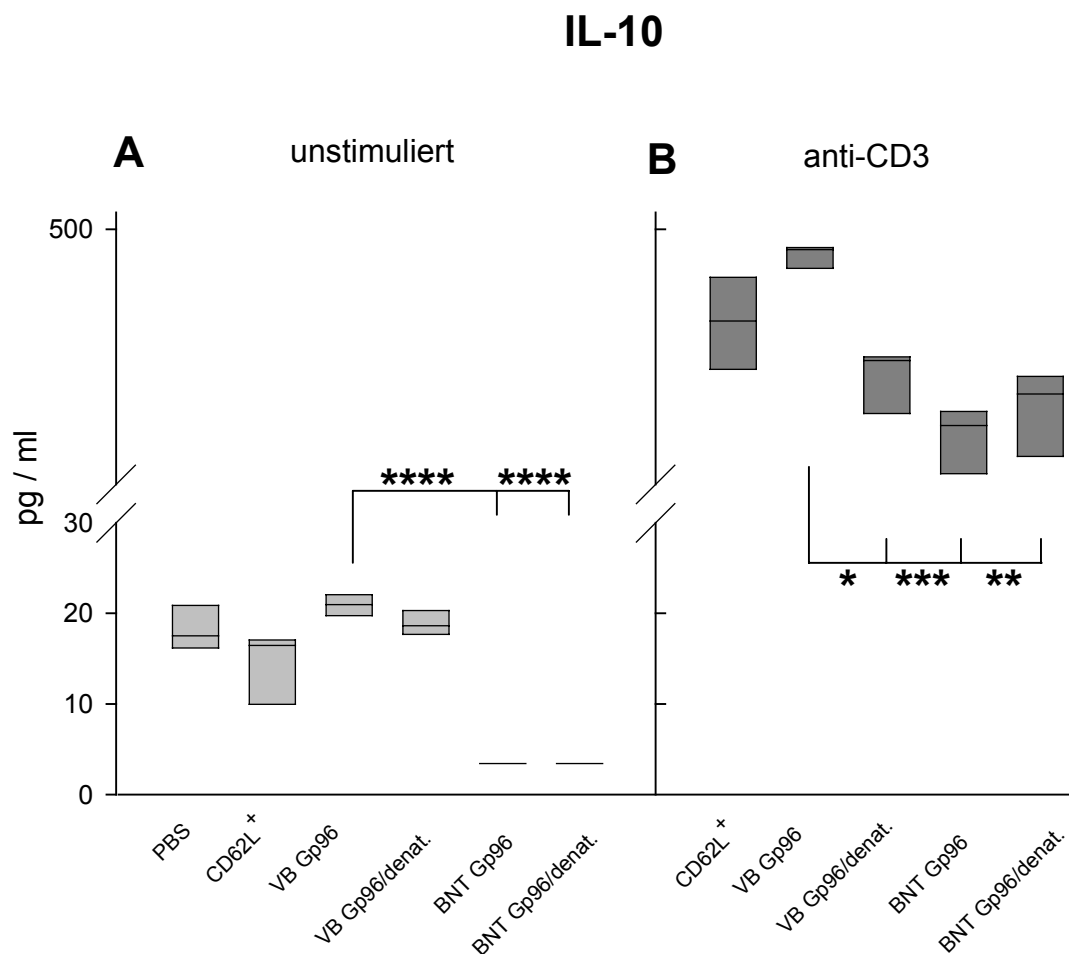 IL-10
A
unstimuliert
B
anti-CD3
pg / ml
500
30
20
10
0
****
****
*
***
**
PBS
CD62L+
VB Gp96
VB Gp96/denat.
BNT Gp96
BNT Gp96/denat.
CD62L+
VB Gp96
VB Gp96/denat.
BNT Gp96
BNT Gp96/denat.